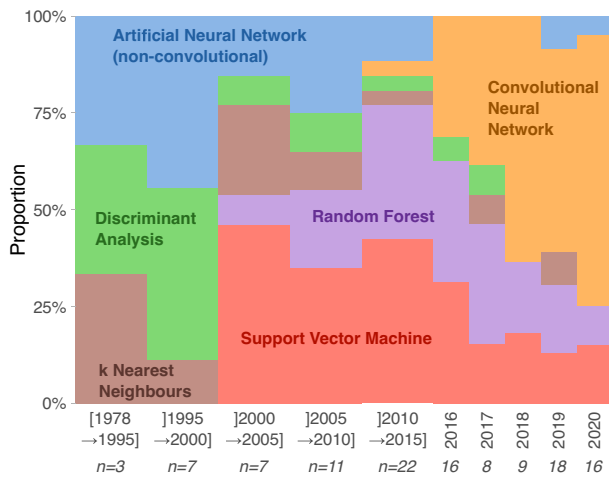 100%
75%
50%
25%
0%
Proportion
Artificial Neural Network
(non-convolutional)
Convolutional
Neural
Network
Discriminant
Analysis
Random Forest
Support Vector Machine
k Nearest
Neighbours
[1978
→1995]
]1995
→2000]
]2000
→2005]
]2005
→2010]
]2010
→2015]
2016
2017
2018
2019
2020
n=3
n=7
n=7
n=11
n=22
16
8
9
18
16